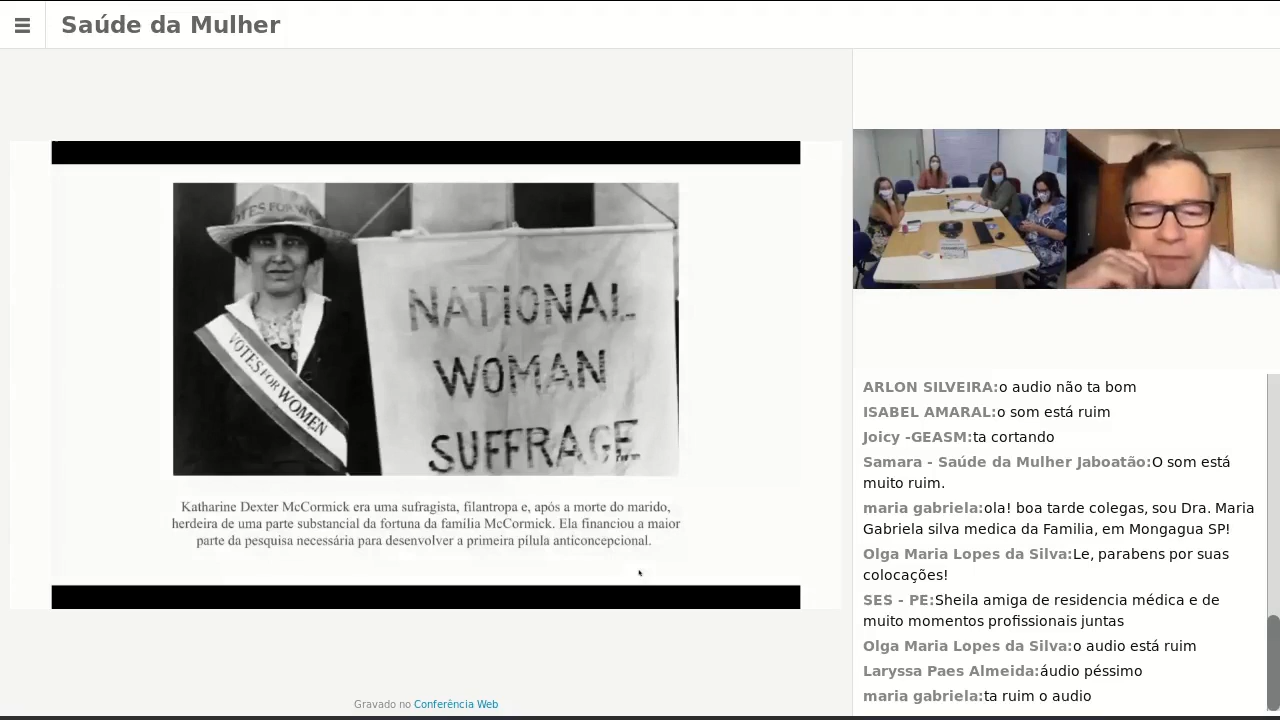 Saúde da Mulher
VOTES FOR WO
VOTES FOR WOMEN
NATIONAL
WOMAN
SUFFRAGE
Katharine Dexter McCormick era uma sufragista, filantropa e, após a morte do marido,
herdeira de uma parte substancial da fortuna da família McCormick. Ela financiou a maior
parte da pesquisa necessária para desenvolver a primeira pílula anticoncepcional.
Gravado no Conferência Web
ARLON SILVEIRA:o audio não ta bom
ISABEL AMARAL:o som está ruim
Joicy -GEASM:ta cortando
Samara - Saúde da Mulher Jaboatão:O som está
muito ruim.
maria gabriela:ola! boa tarde colegas, sou Dra. Maria
Gabriela silva medica da Familia, em Mongagua SP!
Olga Maria Lopes da Silva:Le, parabens por suas
colocações!
SES - PE:Sheila amiga de residencia médica e de
muito momentos profissionais juntas
Olga Maria Lopes da Silva:o audio está ruim
Laryssa Paes Almeida:áudio péssimo
maria gabriela:ta ruim o audio